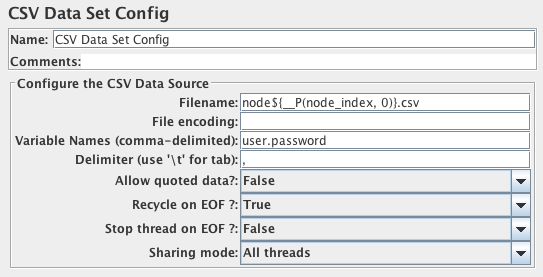 CSV Data Set Config
Name: CSV Data Set Config
Comments:
Configure the CSV Data Source
Filename: node${__P(node_index, 0)}.csv
File encoding:
Variable Names (comma-delimited): user.password
Delimiter (use '\t' for tab): ,
Allow quoted data?: False
Recycle on EOF ?: True
Stop thread on EOF ?: False
Sharing mode: All threads